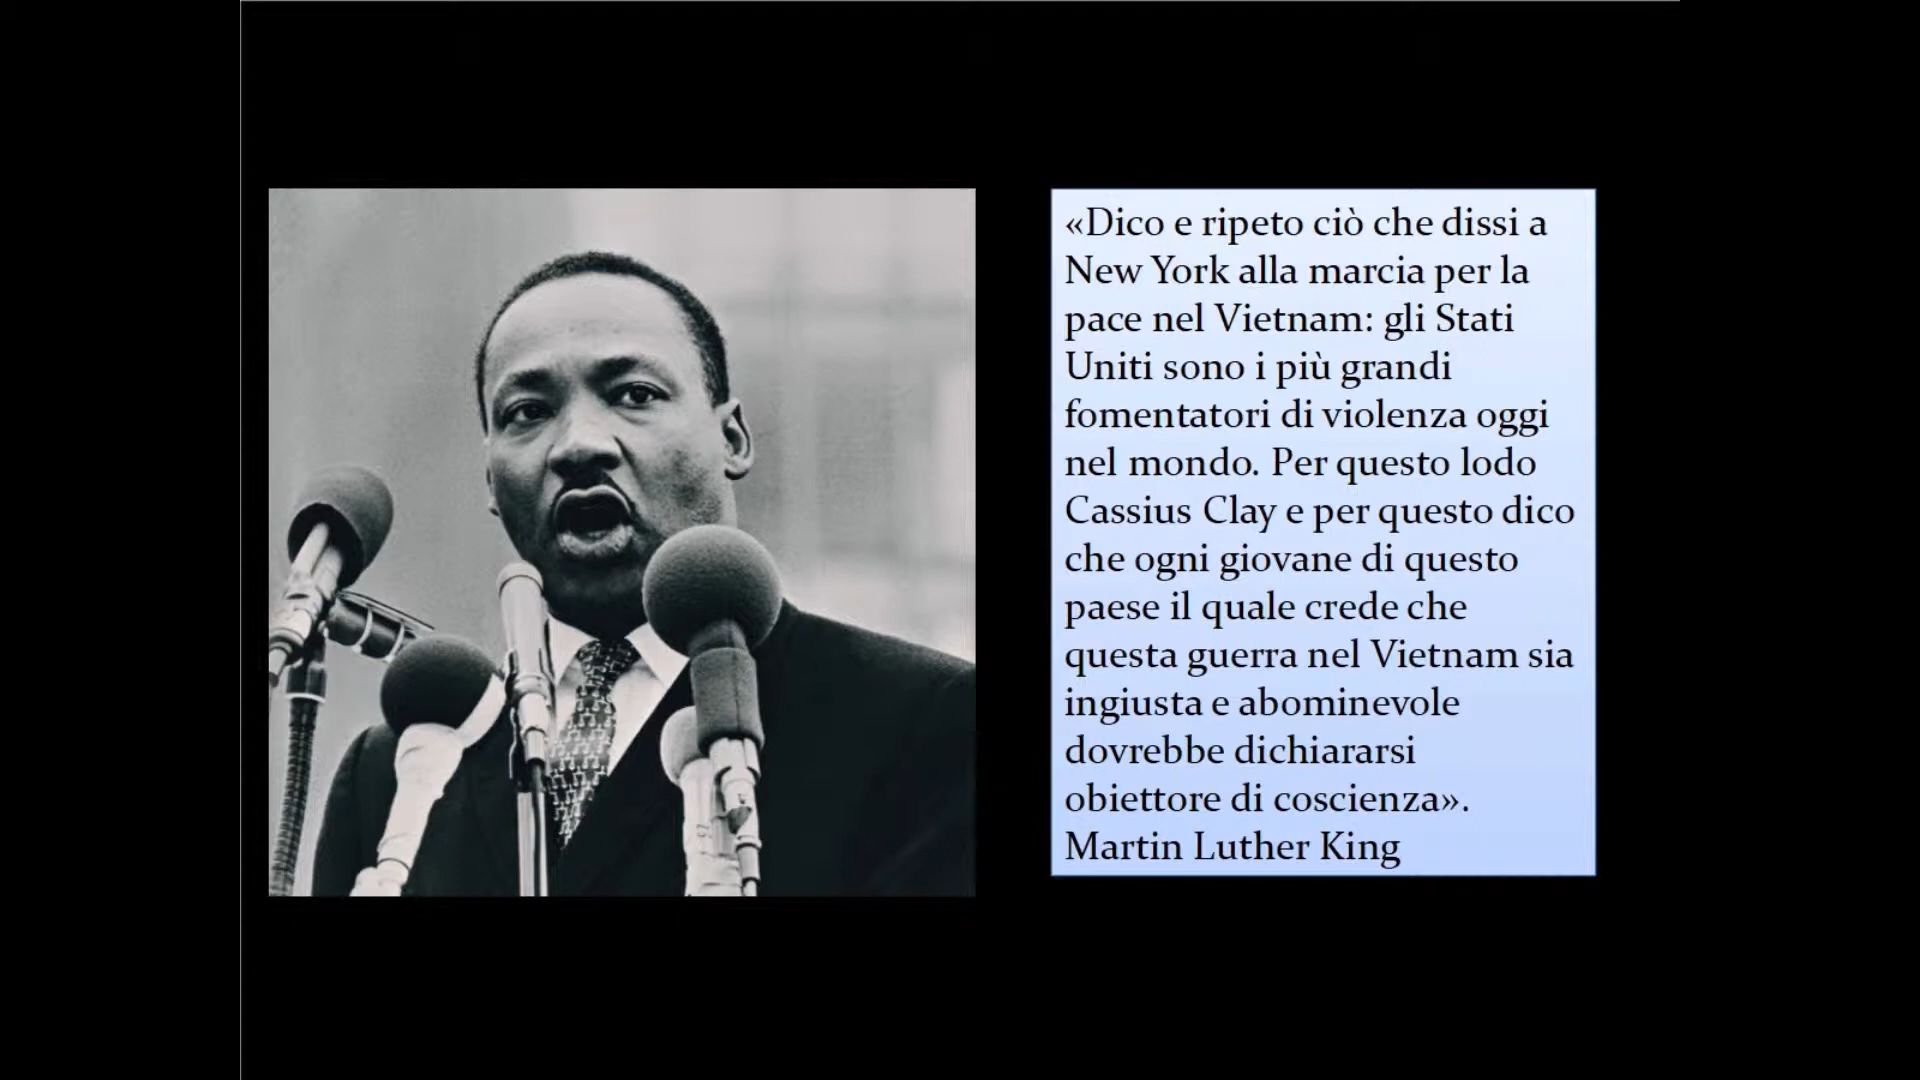 «Dico e ripeto ciò che dissi a
New York alla marcia per la
pace nel Vietnam: gli Stati
Uniti sono i più grandi
fomentatori di violenza oggi
nel mondo. Per questo lodo
Cassius Clay e per questo dico
che ogni giovane di questo
paese il quale crede che
questa guerra nel Vietnam sia
ingiusta e abominevole
dovrebbe dichiararsi
obiettore di coscienza».
Martin Luther King